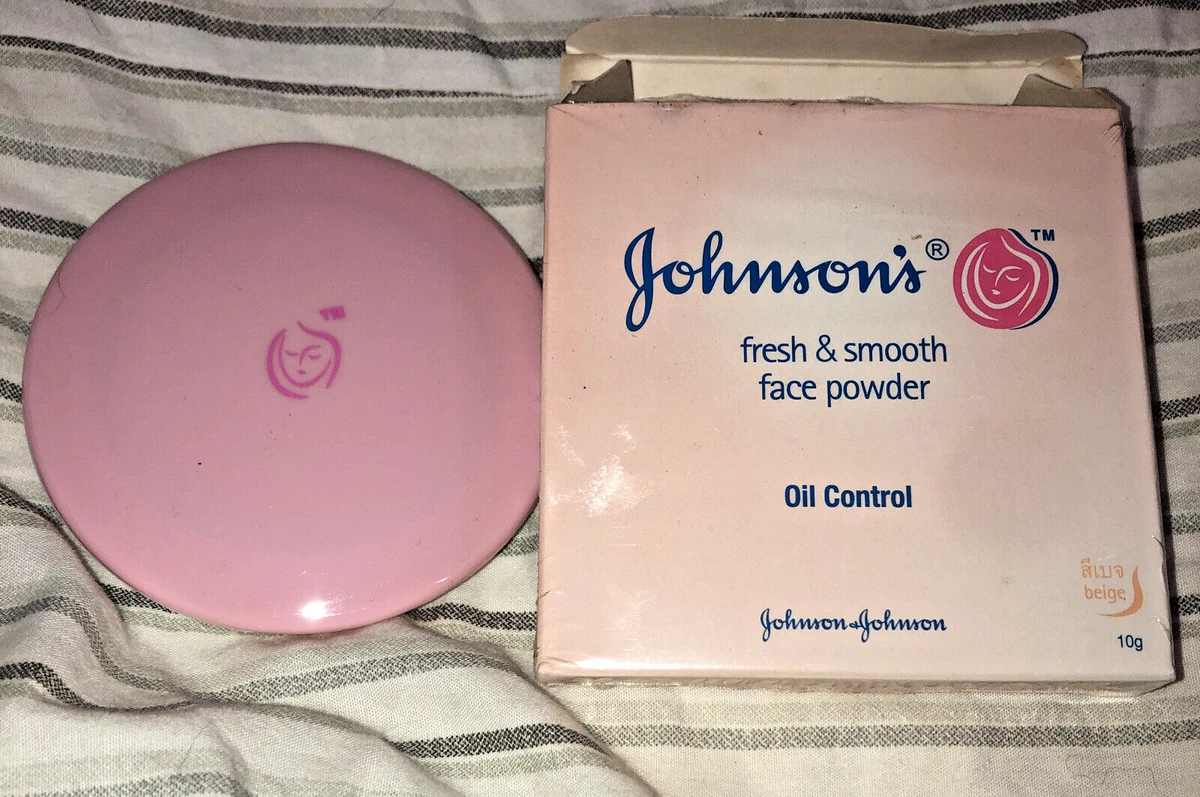 TM
Johnson's® TM
fresh & smooth
face powder
Oil Control
สีเบจ
beige
Johnson & Johnson
10g